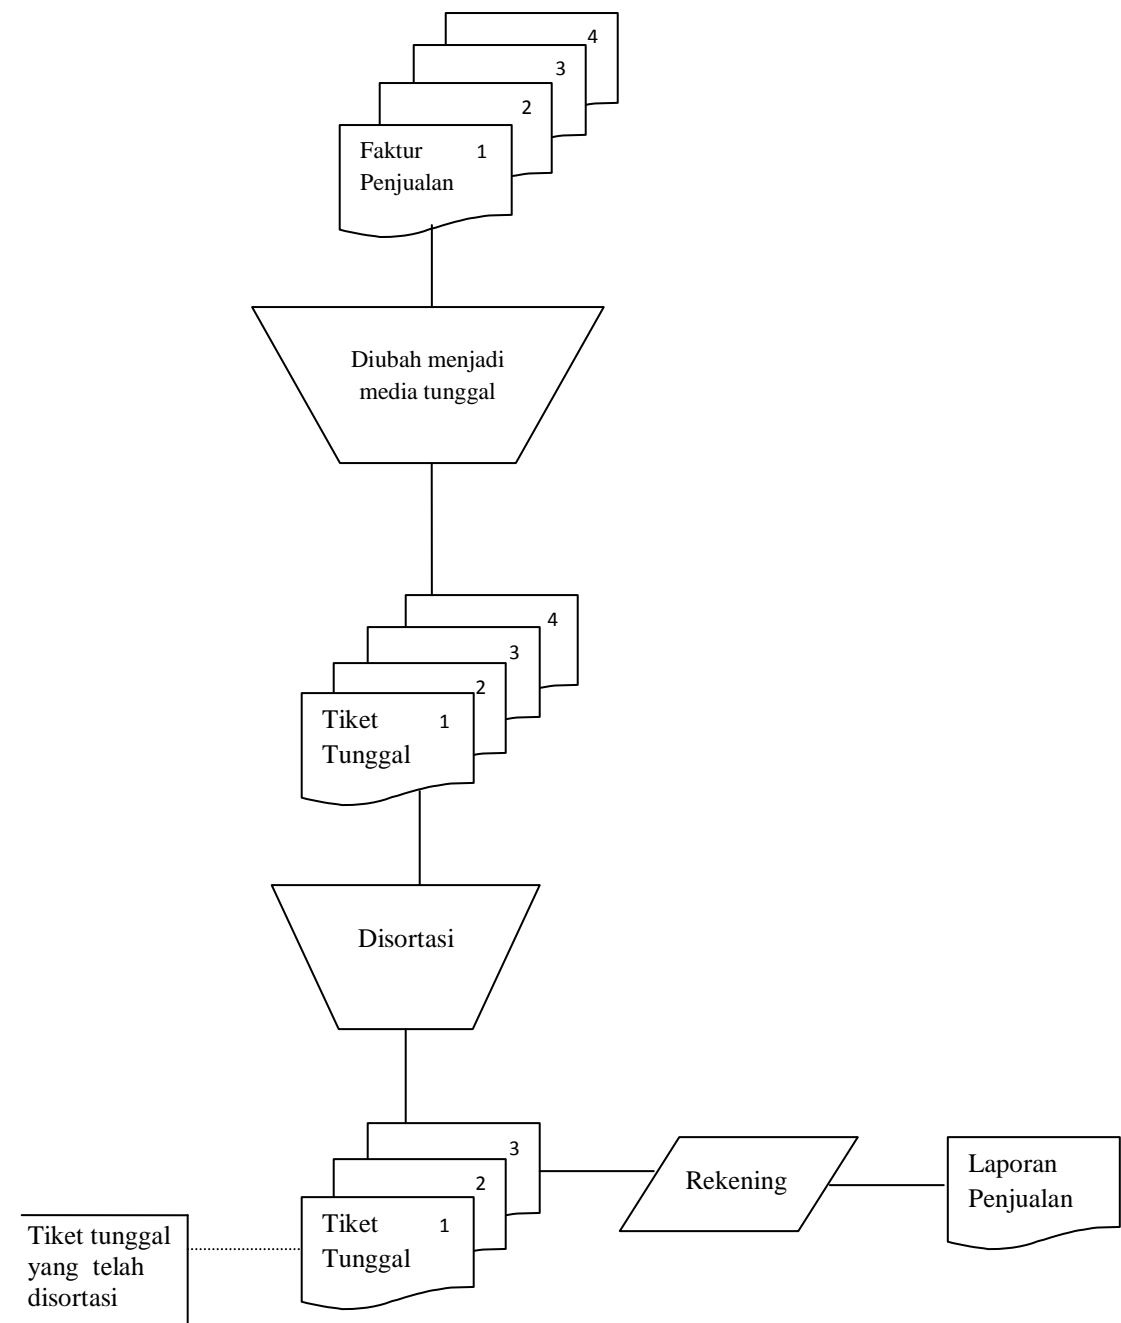 4
3
2
Faktur 1
Penjualan
Diubah menjadi
media tunggal
4
3
2
Tiket 1
Tunggal
Disortasi
3
2
Tiket 1
Tunggal
Rekening
Laporan
Penjualan
Tiket tunggal
yang telah
disortasi